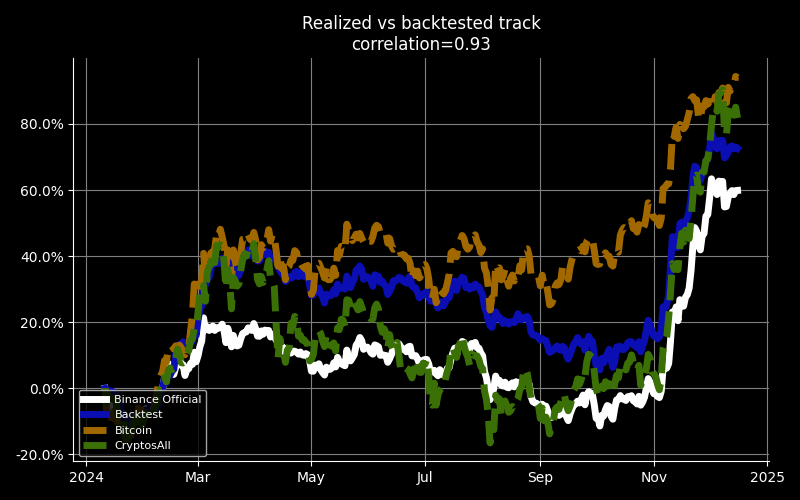 Realized vs backtested track
correlation=0.93
80.0%
60.0%
40.0%
20.0%
0.0%
-20.0%
Binance Official
Backtest
Bitcoin
CryptosAll
2024 Mar May Jul Sep Nov 2025